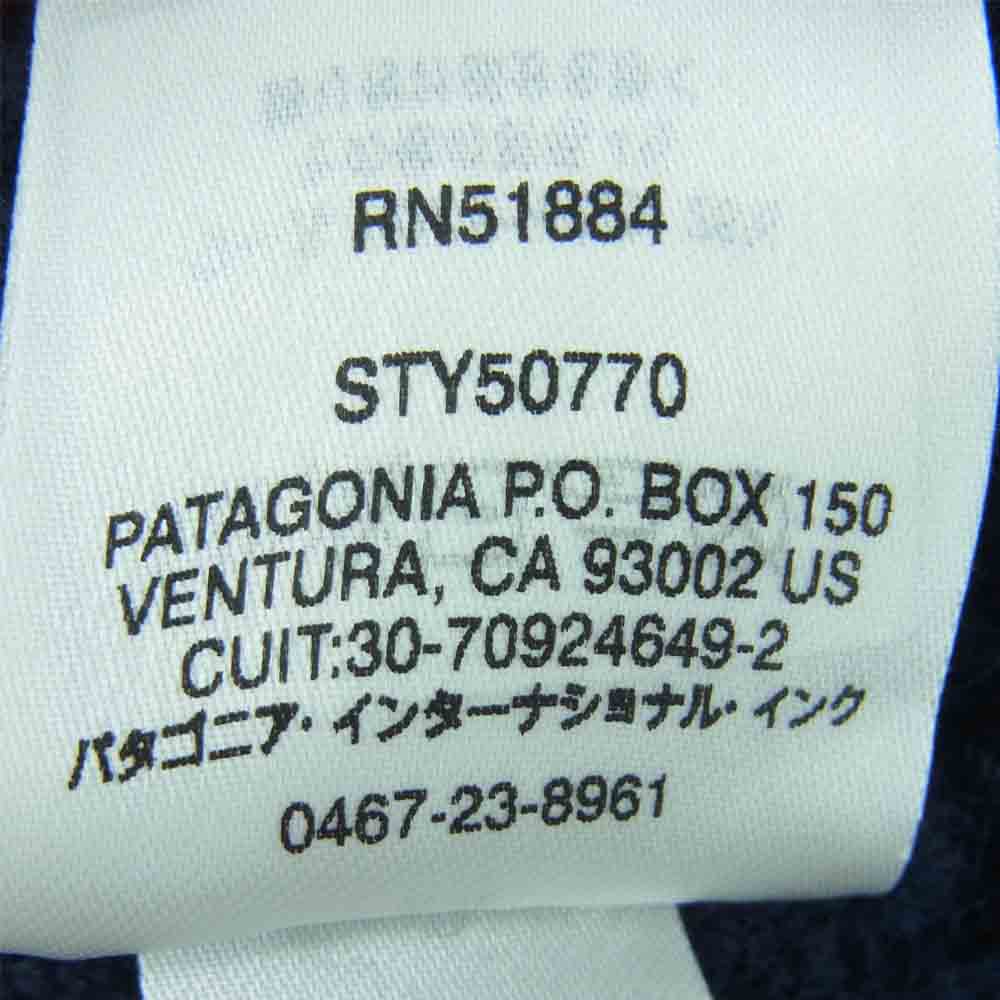 RN51884
STY50770
PATAGONIA P.O. BOX 150
VENTURA, CA 93002 US
CUIT:30-70924649-2
パタゴニア・インターナショナル・インク
0467-23-8961